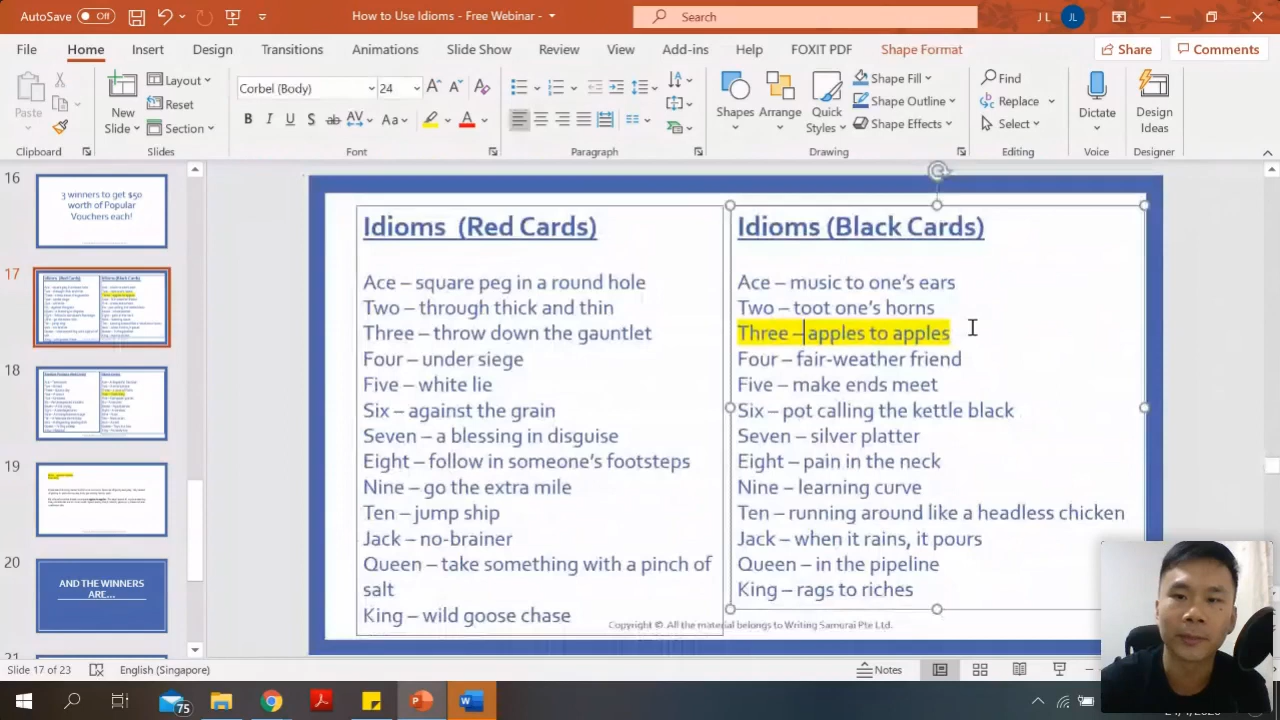 AutoSave Off
How to Use Idioms - Free Webinar -
Search
J L
JL
File Home Insert Design Transitions Animations Slide Show Review View Add-ins Help FOXIT PDF Shape Format
Share
Comments
Paste
Clipboard
New
Slide
Layout
Reset
Section
Slides
Corbel (Body)
24
Font
Paragraph
Shapes
Arrange
Quick
Styles
Shape Fill
Shape Outline
Shape Effects
Drawing
Find
Replace
Select
Editing
Dictate
Voice
Design
Ideas
Designer
16
3 winners to get $50
worth of Popular
Vouchers each!
17
18
19
20
AND THE WINNERS
ARE...
Idioms (Red Cards)
Ace – square peg in a round hole
Two – through thick and thin
Three – throw down the gauntlet
Four – under siege
Five – white lie
Six – against the grain
Seven – a blessing in disguise
Eight – follow in someone's footsteps
Nine – go the extra mile
Ten – jump ship
Jack – no-brainer
Queen – take something with a pinch of
salt
King – wild goose chase
Idioms (Black Cards)
Ace – music to one's ears
Two – toot one's horns
Three – apples to apples
Four – fair-weather friend
Five – make ends meet
Six – pot calling the kettle black
Seven – silver platter
Eight – pain in the neck
Nine – learning curve
Ten – running around like a headless chicken
Jack – when it rains, it pours
Queen – in the pipeline
King – rags to riches
Copyright ©. All the material belongs to Writing Samurai Pte Ltd.
Slide 17 of 23
English (Singapore)
Notes
75